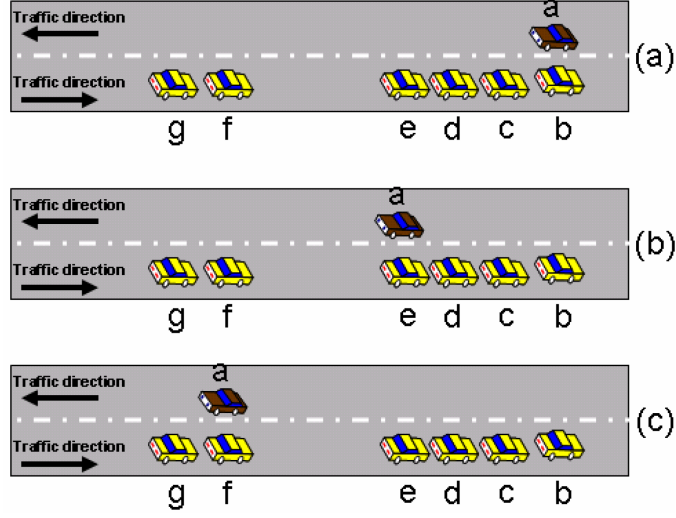 a
Traffic direction
(a)
Traffic direction
g f e d c b
a
Traffic direction
(b)
Traffic direction
g f e d c b
a
Traffic direction
(c)
Traffic direction
g f e d c b